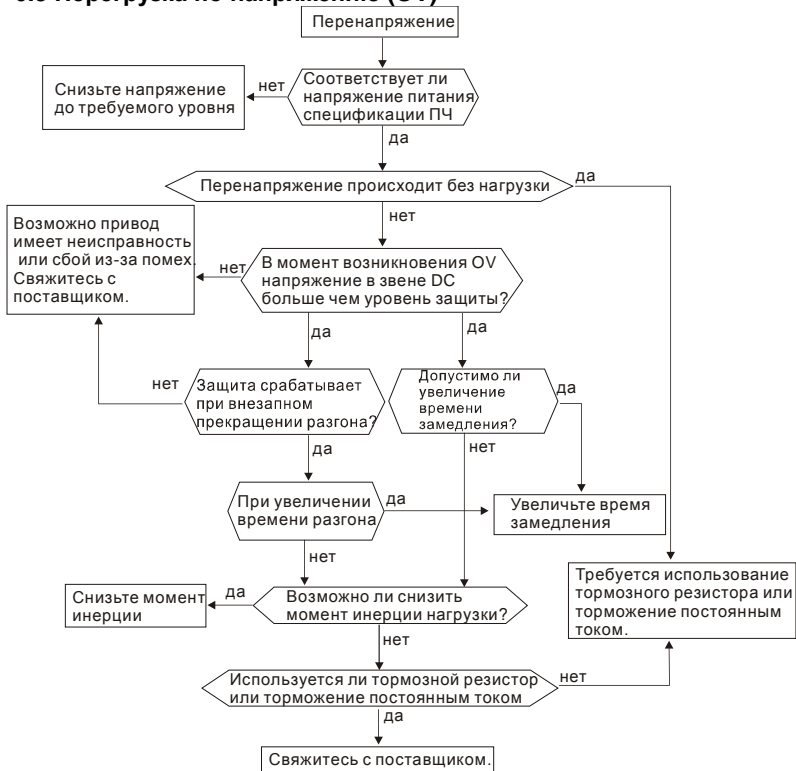 Перенапряжение
Соответствует ли
напряжение питания
спецификации ПЧ
нет
Снизьте напряжение
до требуемого уровня
да
Перенапряжение происходит без нагрузки
да
нет
Возможно привод
имеет неисправность
или сбой из-за помех.
Свяжитесь с
поставщиком.
нет
В момент возникновения OV
напряжение в звене DC
больше чем уровень защиты?
да
да
нет
Защита срабатывает
при внезапном
прекращении разгона?
Допустимо ли
увеличение
времени
замедления?
да
да
нет
При увеличении
времени разгона
да
Увеличьте время
замедления
нет
Снизьте момент
инерции
да
Возможно ли снизить
момент инерции нагрузки?
Требуется использование
тормозного резистора или
торможение постоянным
током.
нет
Используется ли тормозной резистор
или торможение постоянным током
нет
да
Свяжитесь с поставщиком.